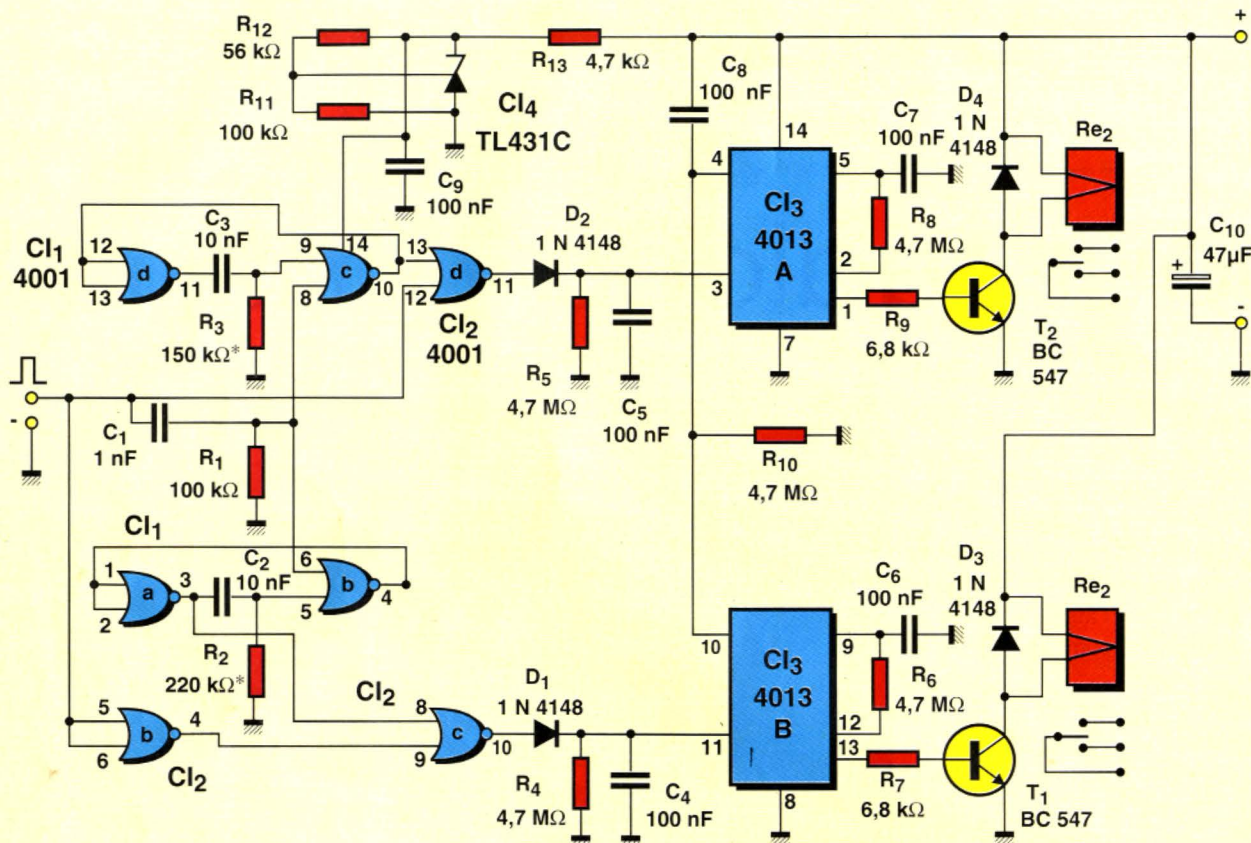 R12
56 kΩ
R13
4,7 kΩ
+
R11
100 kΩ
CI4
TL431C
C8
100 nF
C7
100 nF
D4
1 N
4148
Re2
14
4
5
C9
100 nF
CI3
4013
A
R8
4,7 MΩ
C10
47µF
+
C3
10 nF
D2
1 N 4148
CI1
4001
12
13
d
11
9
14
c
8
10
13
d
12
11
3
2
1
7
R9
6,8 kΩ
T2
BC
547
-
R3
150 kΩ*
CI2
4001
R5
4,7 MΩ
C5
100 nF
-
C1
1 nF
R1
100 kΩ
R10
4,7 MΩ
CI1
C2
10 nF
1
2
a
3
6
b
5
4
R2
220 kΩ*
C6
100 nF
D3
1 N
4148
Re2
10
9
CI3
4013
B
R6
4,7 MΩ
CI2
D1
1 N 4148
5
6
b
4
8
c
9
10
11
12
13
8
R7
6,8 kΩ
CI2
R4
4,7 MΩ
C4
100 nF
T1
BC 547